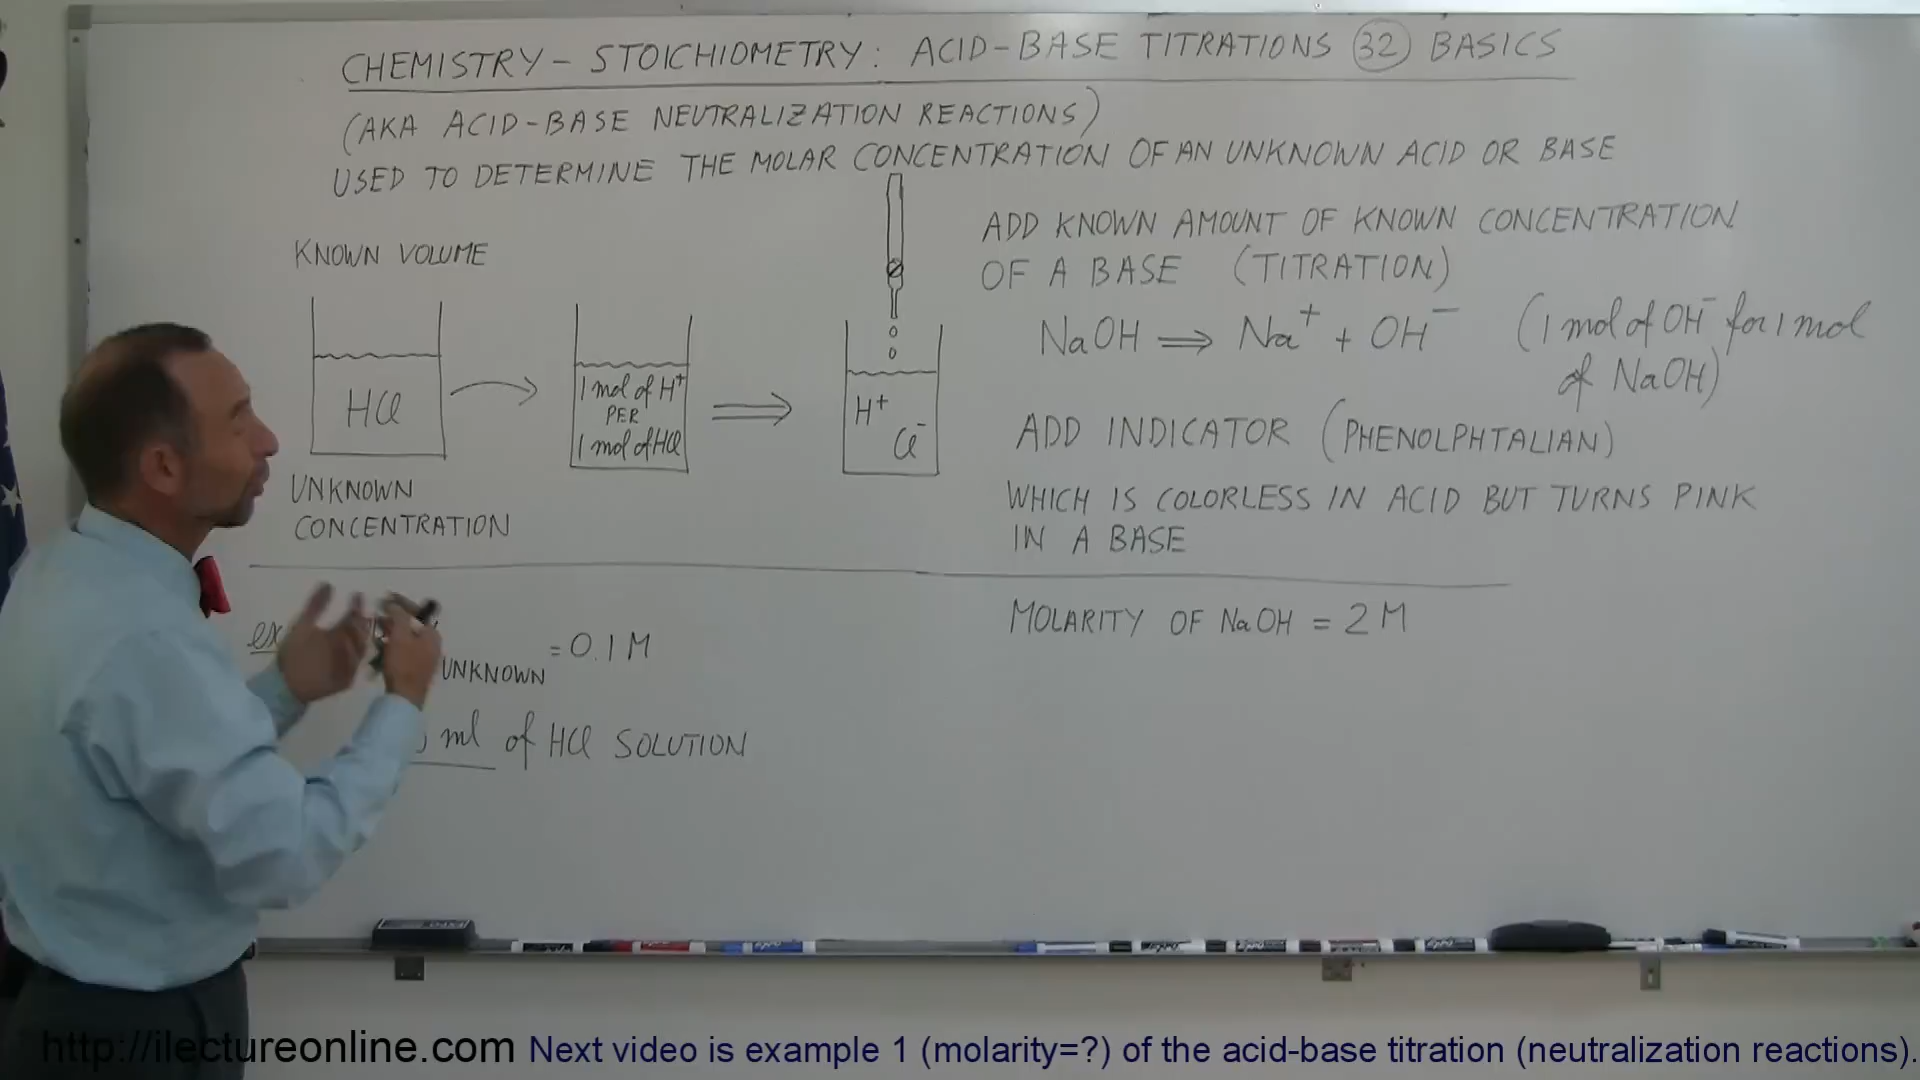 CHEMISTRY - STOICHIOMETRY: ACID-BASE TITRATIONS 32 BASICS
(AKA ACID-BASE NEUTRALIZATION REACTIONS)
USED TO DETERMINE THE MOLAR CONCENTRATION OF AN UNKNOWN ACID OR BASE
KNOWN VOLUME
HCl
UNKNOWN
CONCENTRATION
1 mol of H⁺
PER
1 mol of HCl
H⁺
Cl⁻
ADD KNOWN AMOUNT OF KNOWN CONCENTRATION
OF A BASE (TITRATION)
NaOH ⇒ Na⁺ + OH⁻ (1 mol of OH⁻ for 1 mol
of NaOH)
ADD INDICATOR (PHENOLPHTALIAN)
WHICH IS COLORLESS IN ACID BUT TURNS PINK
IN A BASE
ex
UNKNOWN = 0.1 M
ml of HCl SOLUTION
MOLARITY OF NaOH = 2 M
http://ilectureonline.com Next video is example 1 (molarity=?) of the acid-base titration (neutralization reactions).